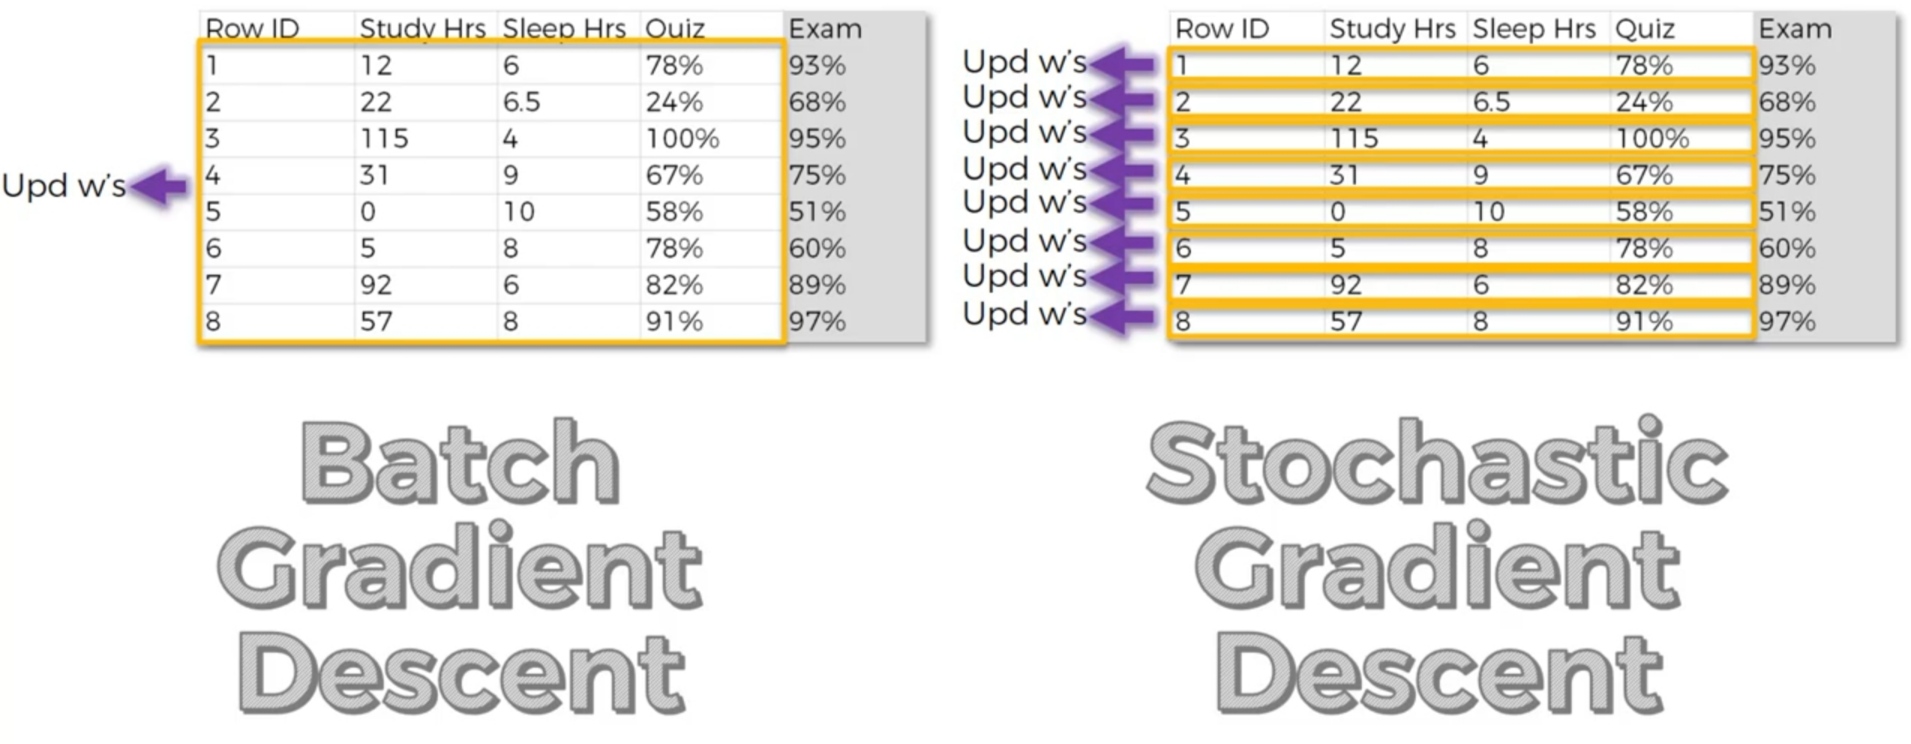 Row ID Study Hrs Sleep Hrs Quiz Exam
1 12 6 78% 93%
2 22 6.5 24% 68%
3 115 4 100% 95%
4 31 9 67% 75%
5 0 10 58% 51%
6 5 8 78% 60%
7 92 6 82% 89%
8 57 8 91% 97%
Upd w's
Batch
Gradient
Descent
Row ID Study Hrs Sleep Hrs Quiz Exam
Upd w's 1 12 6 78% 93%
Upd w's 2 22 6.5 24% 68%
Upd w's 3 115 4 100% 95%
Upd w's 4 31 9 67% 75%
Upd w's 5 0 10 58% 51%
Upd w's 6 5 8 78% 60%
Upd w's 7 92 6 82% 89%
Upd w's 8 57 8 91% 97%
Stochastic
Gradient
Descent